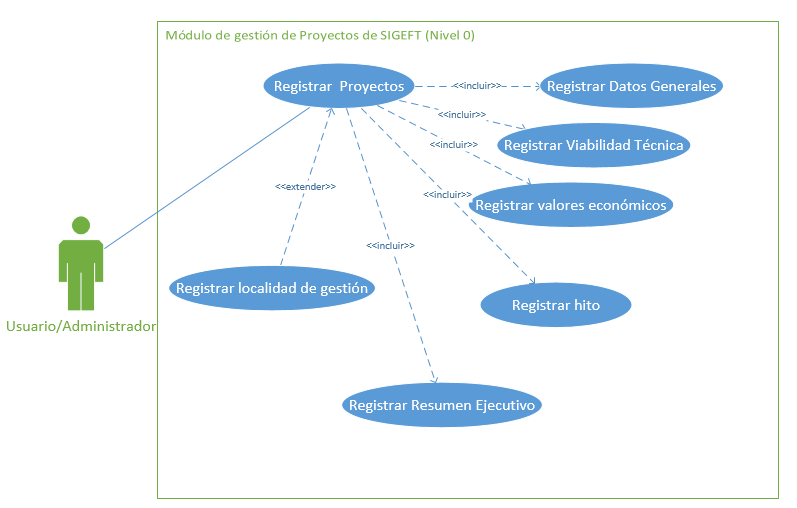 Módulo de gestión de Proyectos de SIGEFT (Nivel 0)
Registrar Proyectos
<<incluir>>
Registrar Datos Generales
<<incluir>>
Registrar Viabilidad Técnica
<<incluir>>
<<extender>>
<<incluir>>
Registrar valores económicos
<<incluir>>
Registrar localidad de gestión
Registrar hito
Usuario/Administrador
Registrar Resumen Ejecutivo